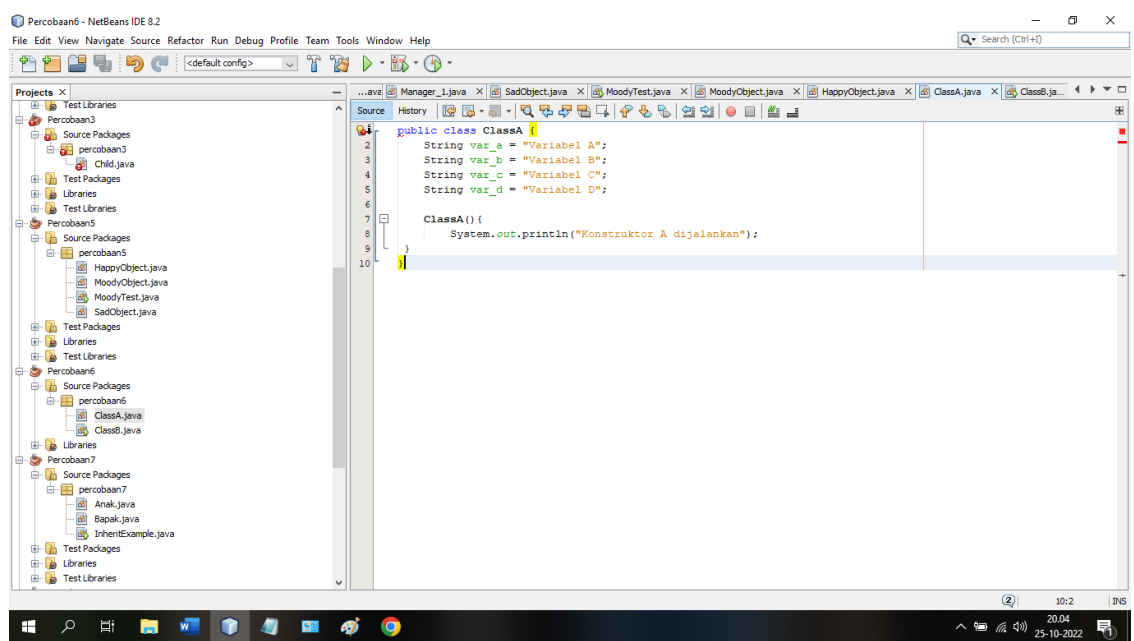 Percobaan6 - NetBeans IDE 8.2
File Edit View Navigate Source Refactor Run Debug Profile Team Tools Window Help
Search (Ctrl+I)
<default config>
Projects
...ava Manager_1.java SadObject.java MoodyTest.java MoodyObject.java HappyObject.java ClassA.java ClassB.ja...
Source History
Test Libraries
Percobaan3
Source Packages
percobaan3
Child.java
Test Packages
Libraries
Test Libraries
Percobaan5
Source Packages
percobaan5
HappyObject.java
MoodyObject.java
MoodyTest.java
SadObject.java
Test Packages
Libraries
Test Libraries
Percobaan6
Source Packages
percobaan6
ClassA.java
ClassB.java
Libraries
Percobaan7
Source Packages
percobaan7
Anak.java
Bapak.java
InheritExample.java
Test Packages
Libraries
Test Libraries
public class ClassA {
2 String var_a = "Variabel A";
3 String var_b = "Variabel B";
4 String var_c = "Variabel C";
5 String var_d = "Variabel D";
6
7 ClassA(){
8 System.out.println("Konstruktor A dijalankan");
9 }
10 }
2 10:2 INS
20.04
25-10-2022
1